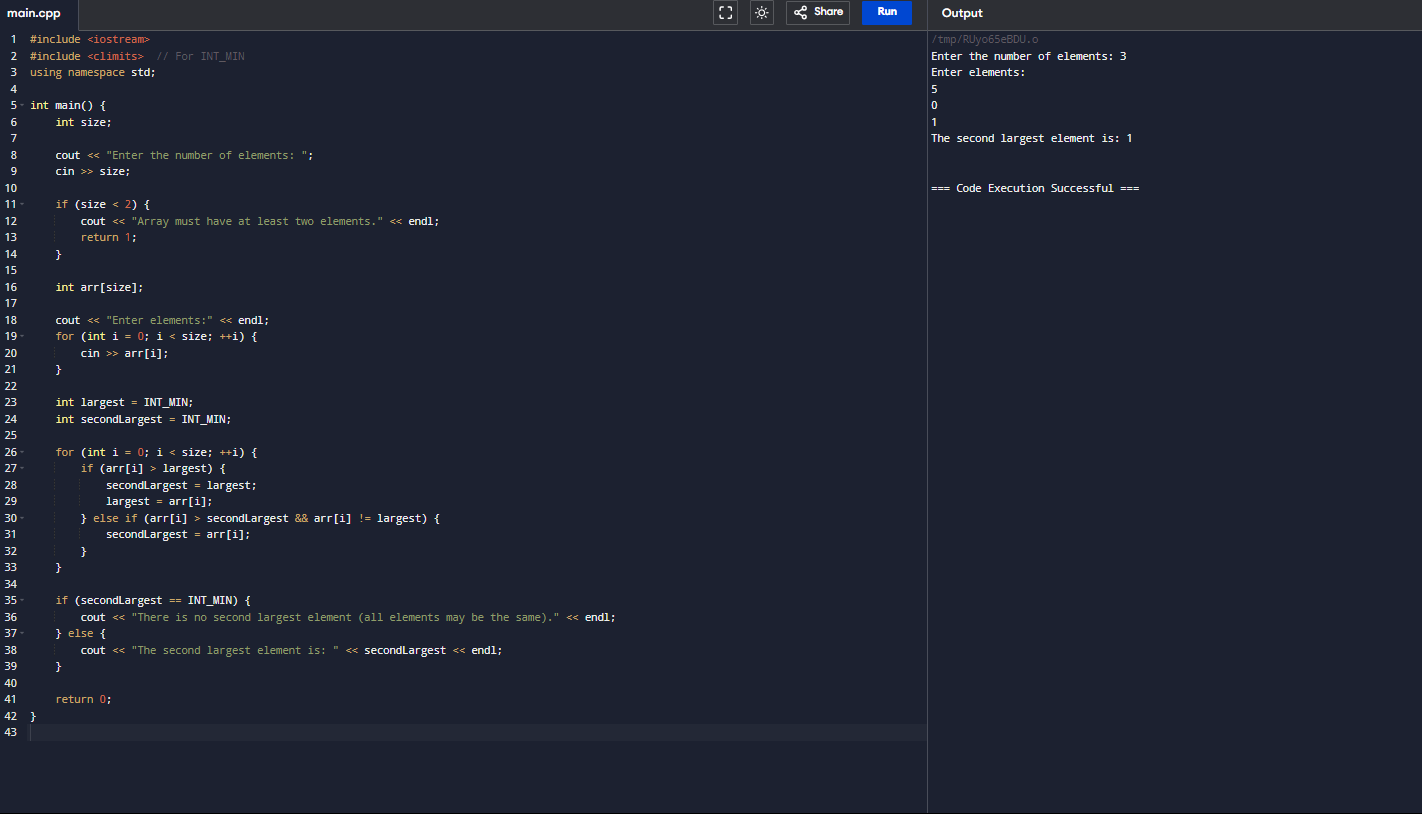 main.cpp
Share
Run
Output
1 #include <iostream>
2 #include <climits>  // For INT_MIN
3 using namespace std;
4
5 int main() {
6     int size;
7
8     cout << "Enter the number of elements: ";
9     cin >> size;
10
11     if (size < 2) {
12         cout << "Array must have at least two elements." << endl;
13         return 1;
14     }
15
16     int arr[size];
17
18     cout << "Enter elements:" << endl;
19     for (int i = 0; i < size; ++i) {
20         cin >> arr[i];
21     }
22
23     int largest = INT_MIN;
24     int secondLargest = INT_MIN;
25
26     for (int i = 0; i < size; ++i) {
27         if (arr[i] > largest) {
28             secondLargest = largest;
29             largest = arr[i];
30         } else if (arr[i] > secondLargest && arr[i] != largest) {
31             secondLargest = arr[i];
32         }
33     }
34
35     if (secondLargest == INT_MIN) {
36         cout << "There is no second largest element (all elements may be the same)." << endl;
37     } else {
38         cout << "The second largest element is: " << secondLargest << endl;
39     }
40
41     return 0;
42 }
43
/tmp/RUyo65eBDU.o
Enter the number of elements: 3
Enter elements:
5
0
1
The second largest element is: 1
=== Code Execution Successful ===